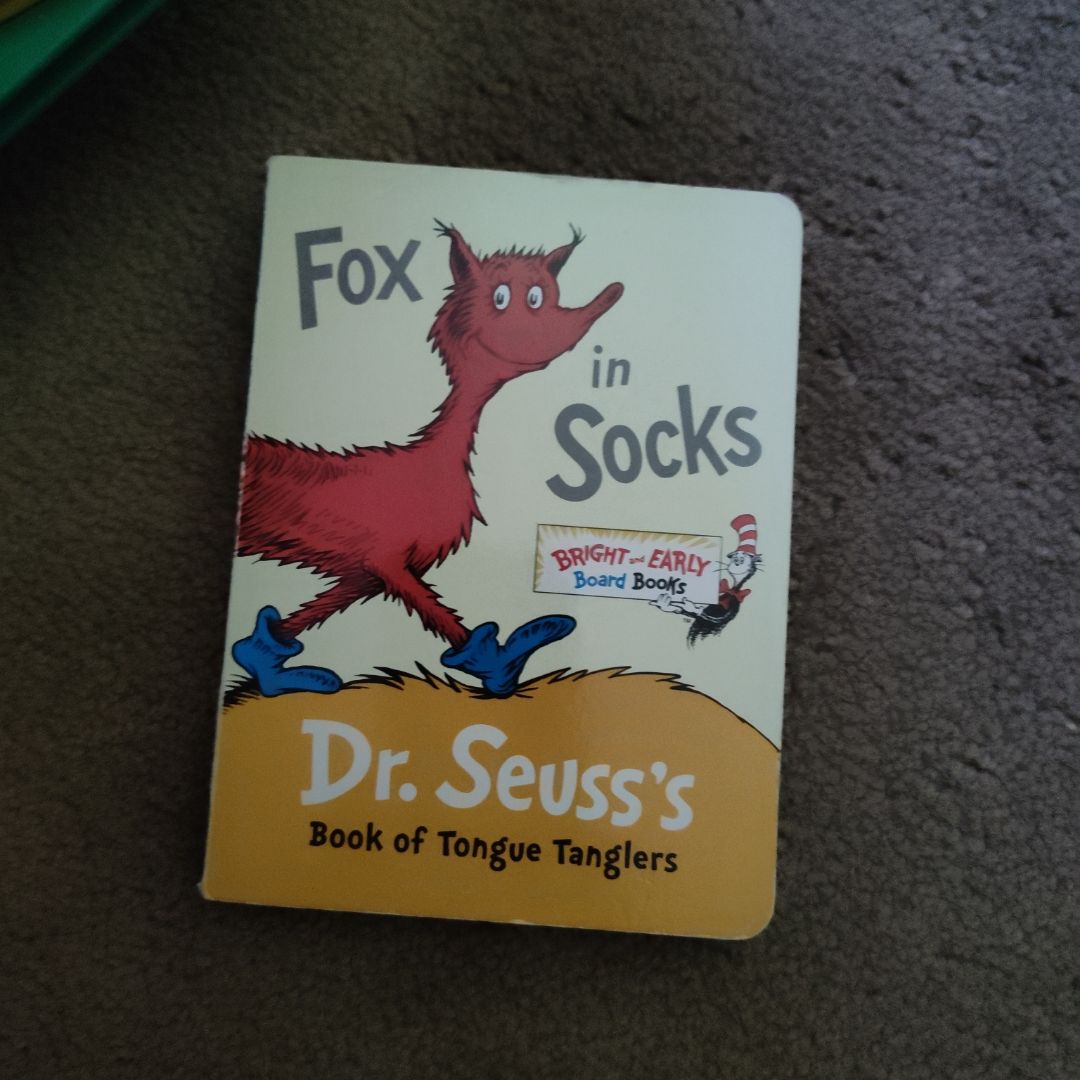 Fox
in
Socks
BRIGHT and EARLY
Board Books
Dr. Seuss's
Book of Tongue Tanglers